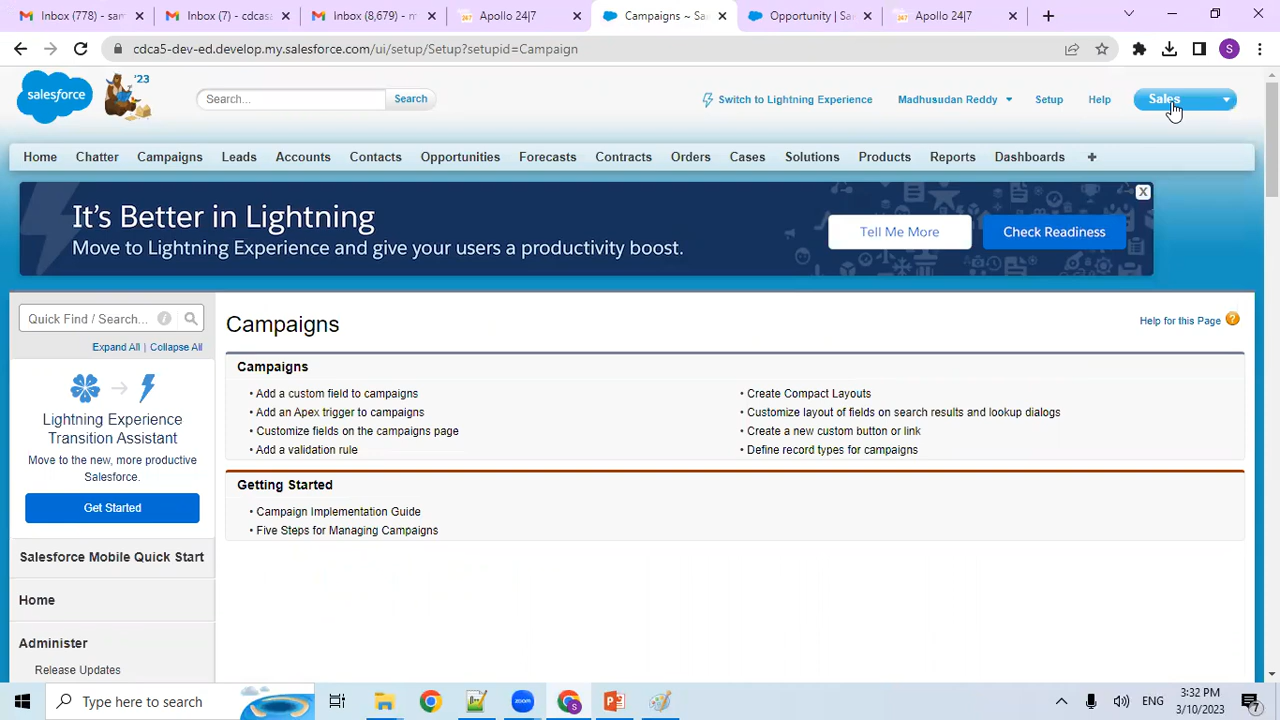 Inbox (778) - sam
Inbox (7) - cdcas
Inbox (8,679) - m
24|7
Apollo 24|7
Campaigns ~ Sa
Opportunity | Sa
24|7
Apollo 24|7
cdca5-dev-ed.develop.my.salesforce.com/ui/setup/Setup?setupid=Campaign
S
salesforce
'23
Search...
Search
Switch to Lightning Experience
Madhusudan Reddy
Setup
Help
Sales
Home
Chatter
Campaigns
Leads
Accounts
Contacts
Opportunities
Forecasts
Contracts
Orders
Cases
Solutions
Products
Reports
Dashboards
+
It's Better in Lightning
Move to Lightning Experience and give your users a productivity boost.
Tell Me More
Check Readiness
X
Quick Find / Search...
i
Expand All | Collapse All
Lightning Experience
Transition Assistant
Move to the new, more productive
Salesforce.
Get Started
Salesforce Mobile Quick Start
Home
Administer
Release Updates
Campaigns
Help for this Page ?
Campaigns
• Add a custom field to campaigns
• Add an Apex trigger to campaigns
• Customize fields on the campaigns page
• Add a validation rule
• Create Compact Layouts
• Customize layout of fields on search results and lookup dialogs
• Create a new custom button or link
• Define record types for campaigns
Getting Started
• Campaign Implementation Guide
• Five Steps for Managing Campaigns
Type here to search
zoom
S
ENG
3:32 PM
3/10/2023
7